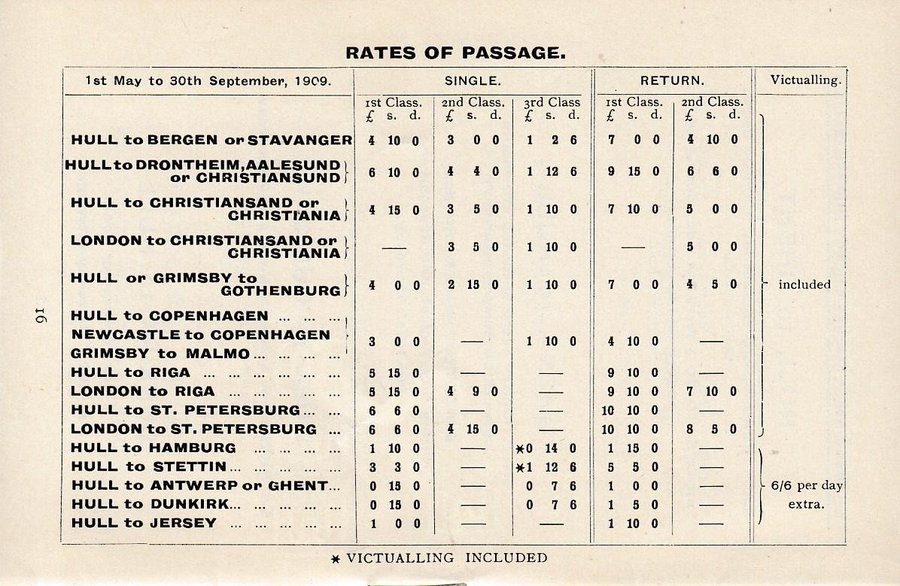 RATES OF PASSAGE.
1st May to 30th September, 1909. SINGLE. RETURN. Victualling.
1st Class. 2nd Class. 3rd Class 1st Class. 2nd Class.
£ s. d. £ s. d. £ s. d. £ s. d. £ s. d.
HULL to BERGEN or STAVANGER 4 10 0 3 0 0 1 2 6 7 0 0 4 10 0
HULL to DRONTHEIM, AALESUND
or CHRISTIANSUND 6 10 0 4 4 0 1 12 6 9 15 0 6 6 0
HULL to CHRISTIANSAND or
CHRISTIANIA 4 15 0 3 5 0 1 10 0 7 10 0 5 0 0
LONDON to CHRISTIANSAND or
CHRISTIANIA — 3 5 0 1 10 0 — 5 0 0
HULL or GRIMSBY to
GOTHENBURG 4 0 0 2 15 0 1 10 0 7 0 0 4 5 0 included
91
HULL to COPENHAGEN ... ...
NEWCASTLE to COPENHAGEN 3 0 0 — 1 10 0 4 10 0 —
GRIMSBY to MALMO ... ... ...
HULL to RIGA ... ... ... ... ... 5 15 0 — — 9 10 0 —
LONDON to RIGA ... ... ... ... 5 15 0 4 9 0 — 9 10 0 7 10 0
HULL to ST. PETERSBURG ... ... 6 6 0 — — 10 10 0 —
LONDON to ST. PETERSBURG ... 6 6 0 4 15 0 — 10 10 0 8 5 0
HULL to HAMBURG ... ... ... 1 10 0 — *0 14 0 1 15 0 —
HULL to STETTIN ... ... ... ... 3 3 0 — *1 12 6 5 5 0 —
HULL to ANTWERP or GHENT... 0 15 0 — 0 7 6 1 0 0 — 6/6 per day
HULL to DUNKIRK... ... ... ... 0 15 0 — 0 7 6 1 5 0 — extra.
HULL to JERSEY ... ... ... ... 1 0 0 — — 1 10 0 —
* VICTUALLING INCLUDED